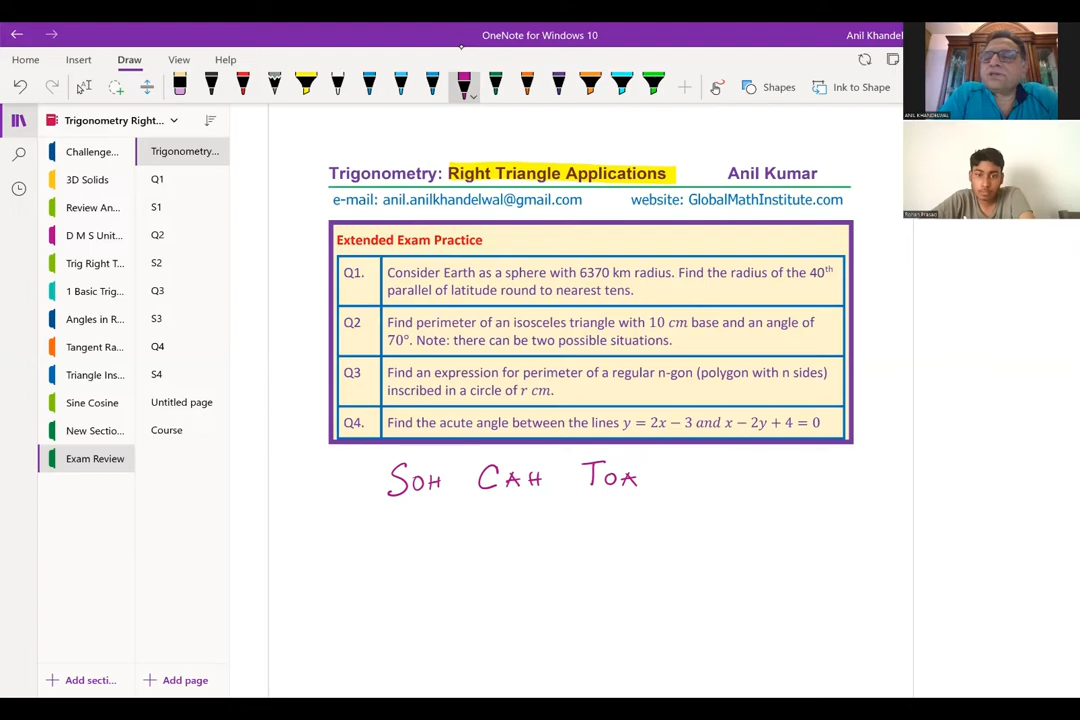 OneNote for Windows 10
Anil Khandel
Home Insert Draw View Help
Shapes Ink to Shape
Trigonometry Right...
Challenge...
3D Solids
Review An...
D M S Unit...
Trig Right T...
1 Basic Trig...
Angles in R...
Tangent Ra...
Triangle Ins...
Sine Cosine
New Sectio...
Exam Review
Trigonometry...
Q1
S1
Q2
S2
Q3
S3
Q4
S4
Untitled page
Course
Add secti...
Add page
Trigonometry: Right Triangle Applications Anil Kumar
e-mail: anil.anilkhandelwal@gmail.com website: GlobalMathInstitute.com
Extended Exam Practice
Q1. Consider Earth as a sphere with 6370 km radius. Find the radius of the 40th
parallel of latitude round to nearest tens.
Q2 Find perimeter of an isosceles triangle with 10 cm base and an angle of
70°. Note: there can be two possible situations.
Q3 Find an expression for perimeter of a regular n-gon (polygon with n sides)
inscribed in a circle of r cm.
Q4. Find the acute angle between the lines y = 2x − 3 and x − 2y + 4 = 0
SOH CAH TOA
ANIL KHANDELWAL
Rohan Prasad